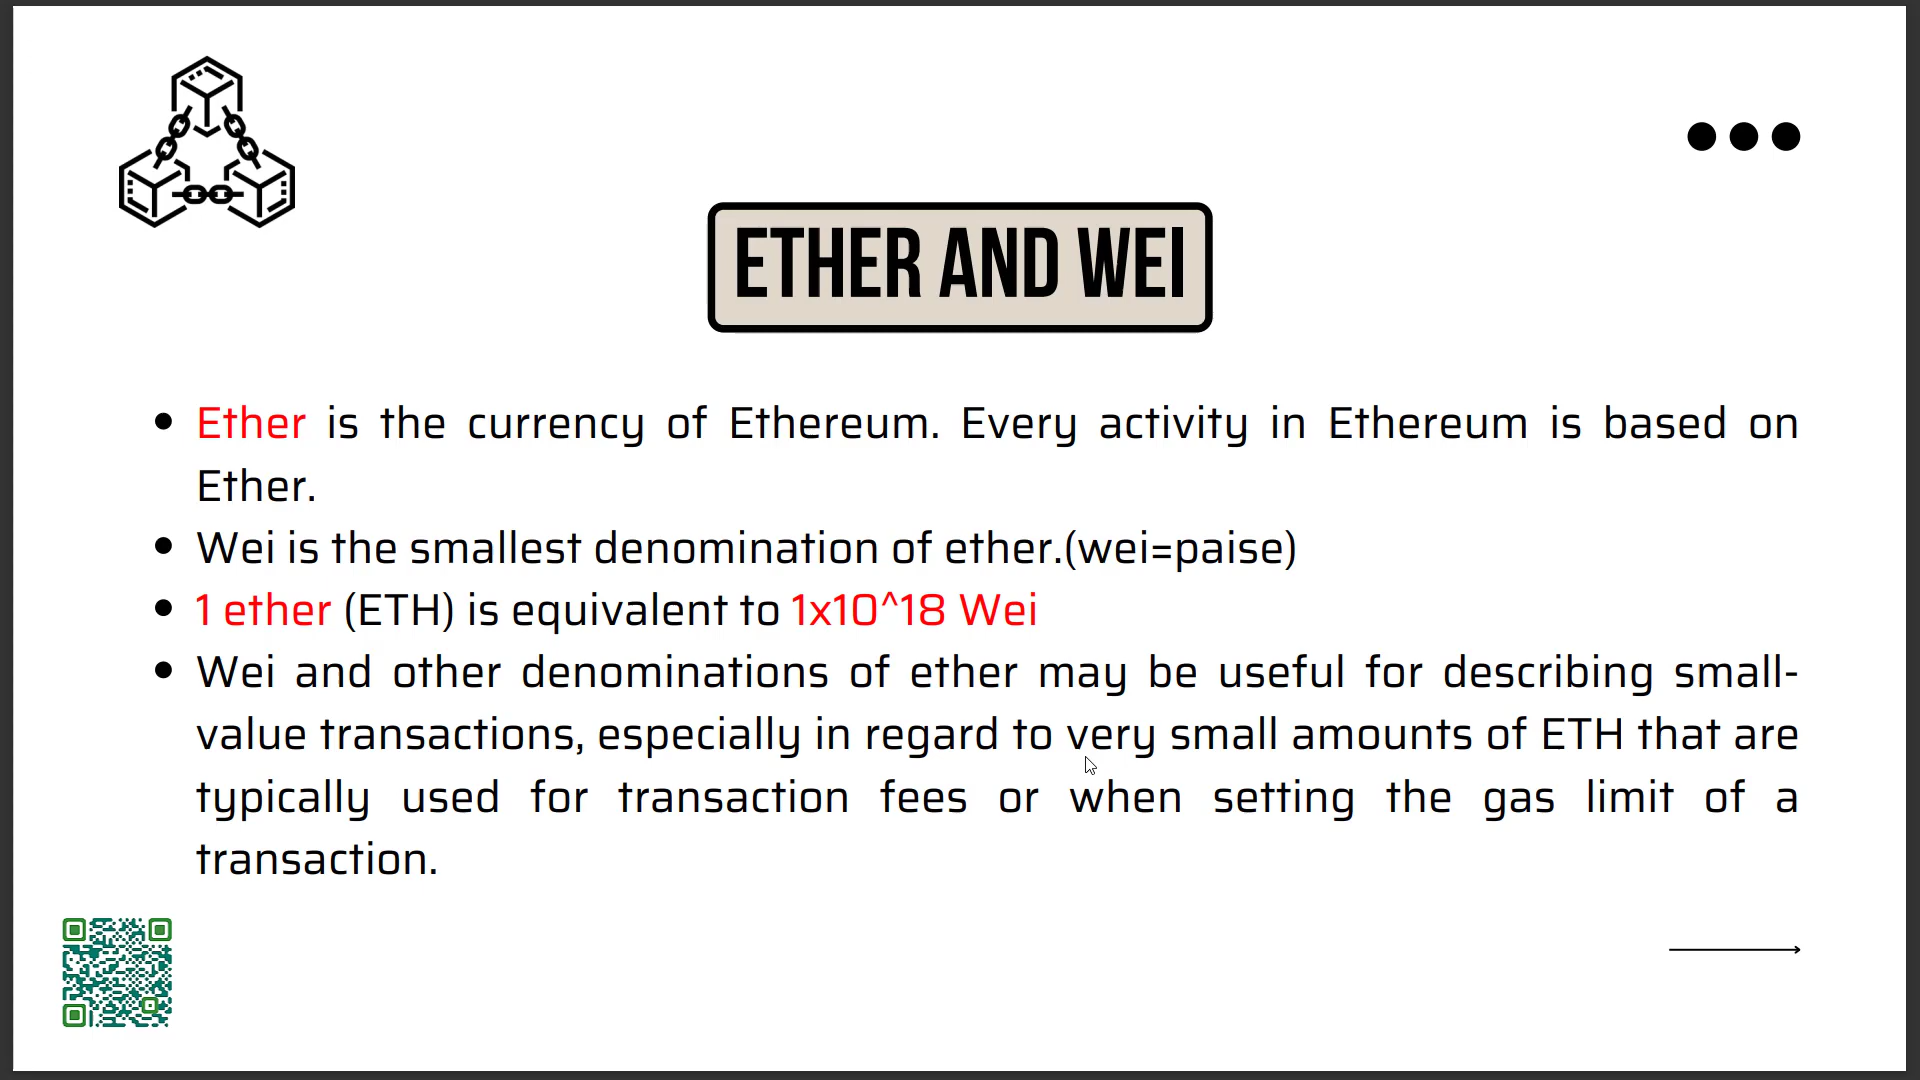 ETHER AND WEI
Ether is the currency of Ethereum. Every activity in Ethereum is based on
Ether.
Wei is the smallest denomination of ether.(wei=paise)
1 ether (ETH) is equivalent to 1x10^18 Wei
Wei and other denominations of ether may be useful for describing small-
value transactions, especially in regard to very small amounts of ETH that are
typically used for transaction fees or when setting the gas limit of a
transaction.